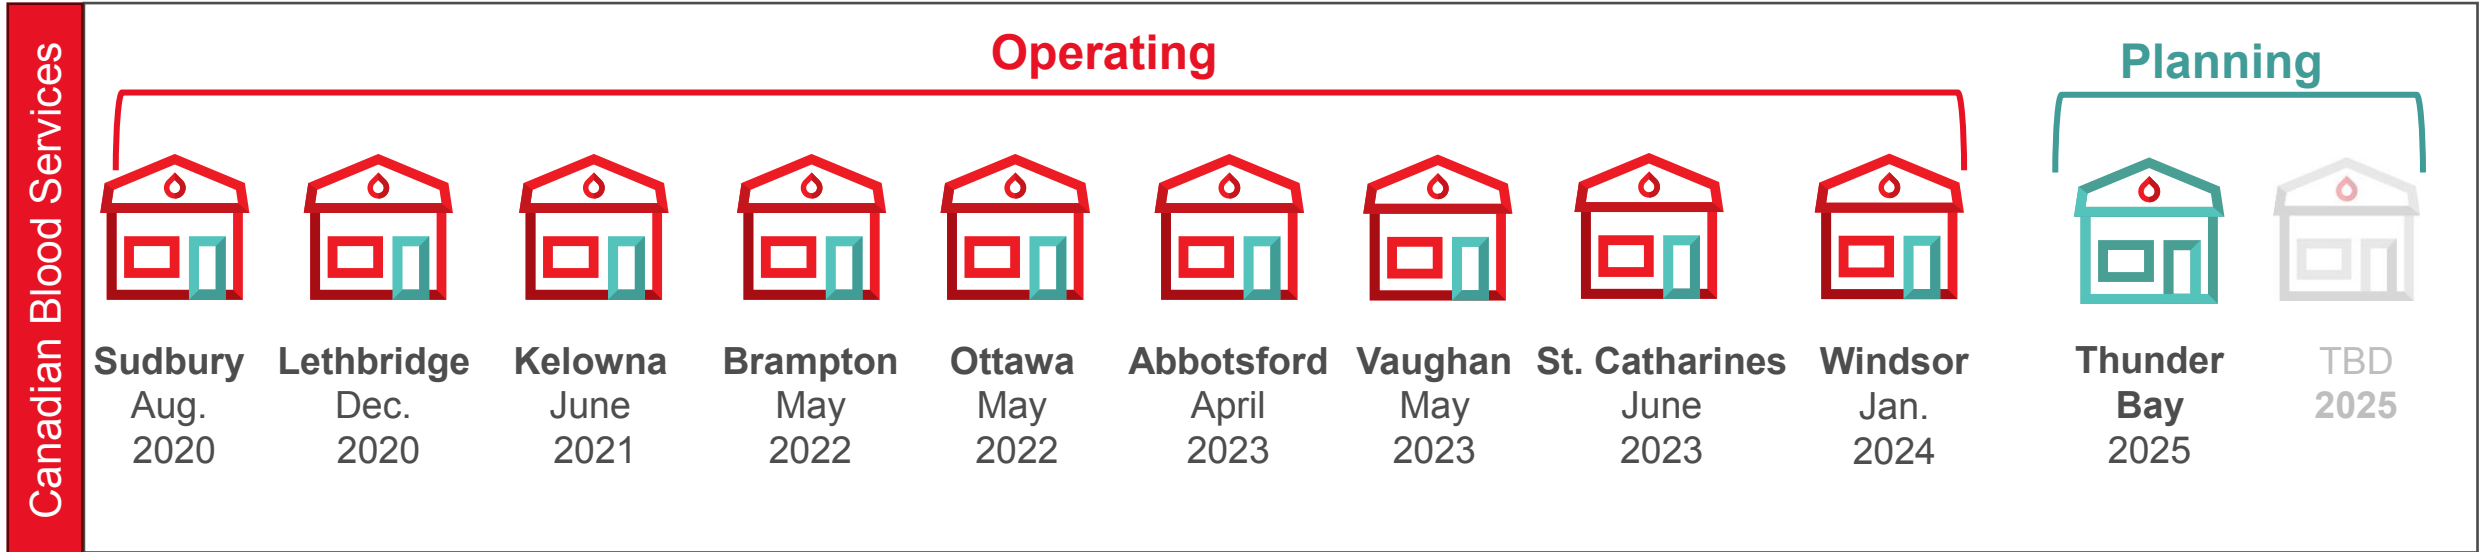 Canadian Blood Services
Operating
Planning
Sudbury
Aug.
2020
Lethbridge
Dec.
2020
Kelowna
June
2021
Brampton
May
2022
Ottawa
May
2022
Abbotsford
April
2023
Vaughan
May
2023
St. Catharines
June
2023
Windsor
Jan.
2024
Thunder
Bay
2025
TBD
2025